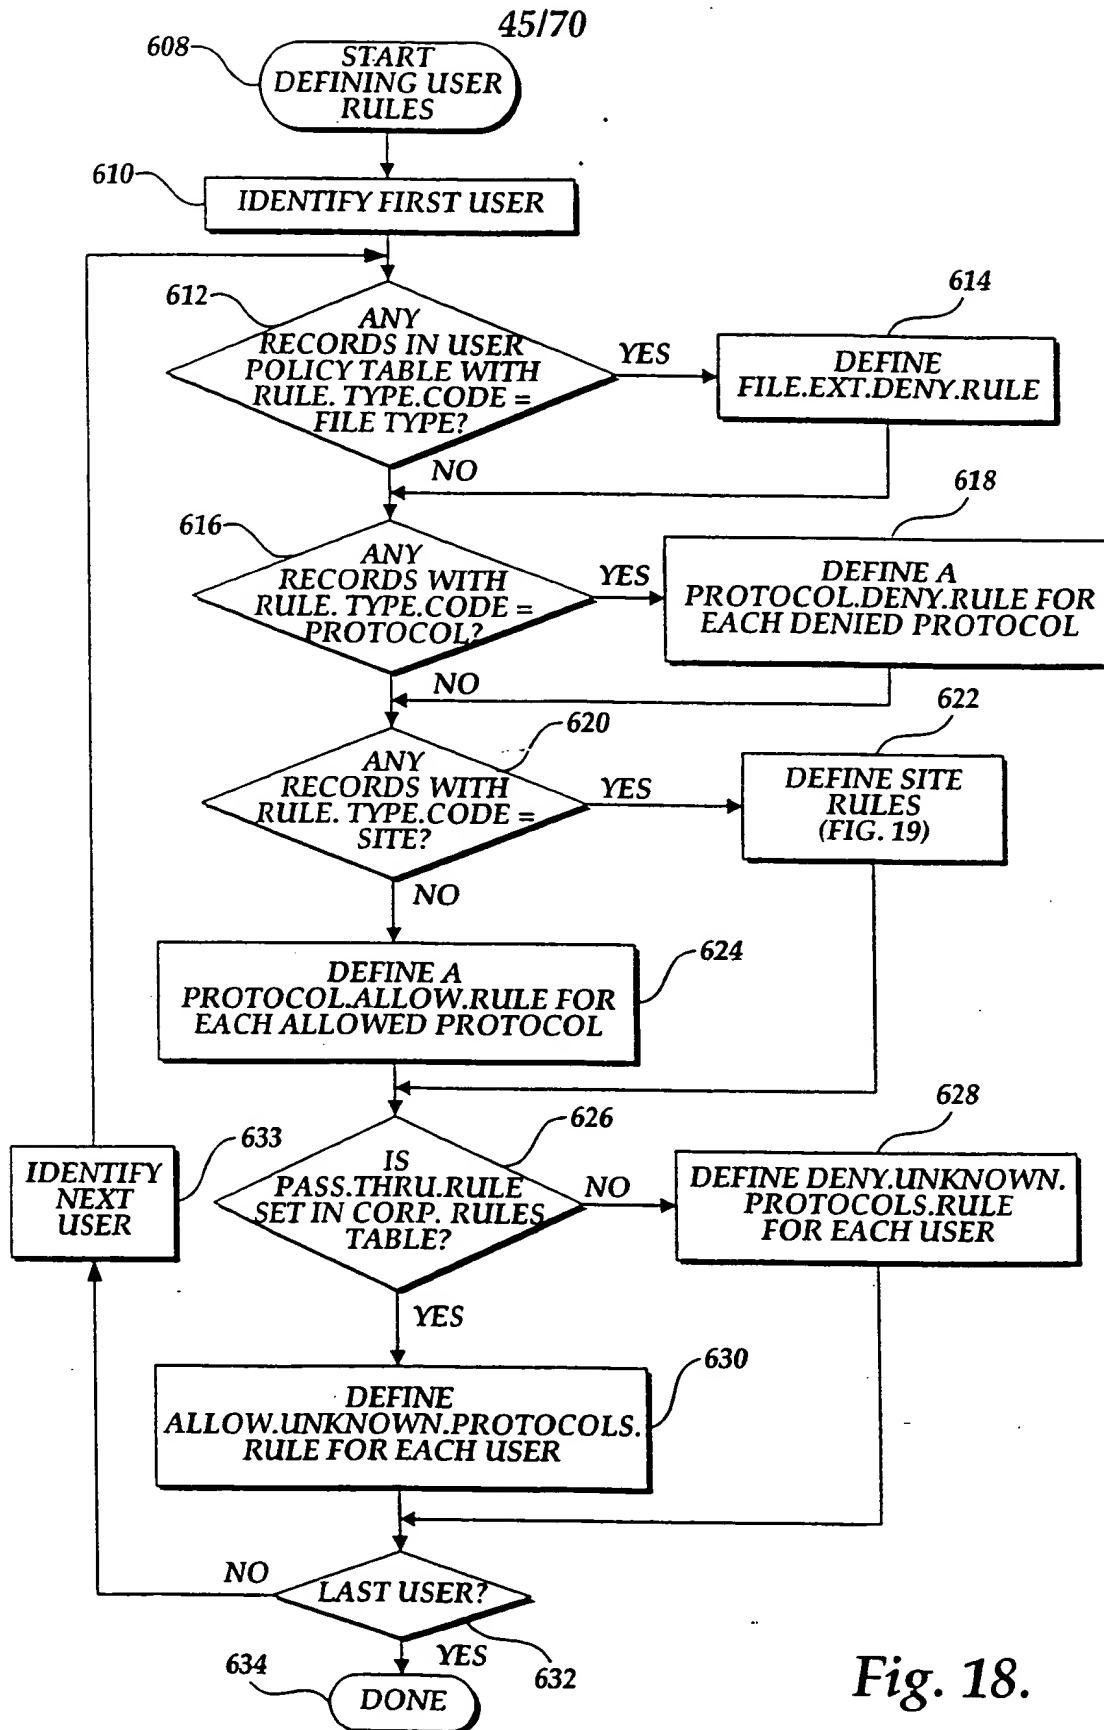 45/70
608
START
DEFINING USER
RULES
610
IDENTIFY FIRST USER
612
ANY
RECORDS IN USER
POLICY TABLE WITH
RULE. TYPE.CODE =
FILE TYPE?
YES
614
DEFINE
FILE.EXT.DENY.RULE
NO
616
ANY
RECORDS WITH
RULE. TYPE.CODE =
PROTOCOL?
YES
618
DEFINE A
PROTOCOL.DENY.RULE FOR
EACH DENIED PROTOCOL
NO
620
ANY
RECORDS WITH
RULE. TYPE.CODE =
SITE?
YES
622
DEFINE SITE
RULES
(FIG. 19)
NO
624
DEFINE A
PROTOCOL.ALLOW.RULE FOR
EACH ALLOWED PROTOCOL
626
IS
PASS.THRU.RULE
SET IN CORP. RULES
TABLE?
NO
628
DEFINE DENY.UNKNOWN.
PROTOCOLS.RULE
FOR EACH USER
633
IDENTIFY
NEXT
USER
YES
630
DEFINE
ALLOW.UNKNOWN.PROTOCOLS.
RULE FOR EACH USER
NO
LAST USER?
632
YES
634
DONE
Fig. 18.